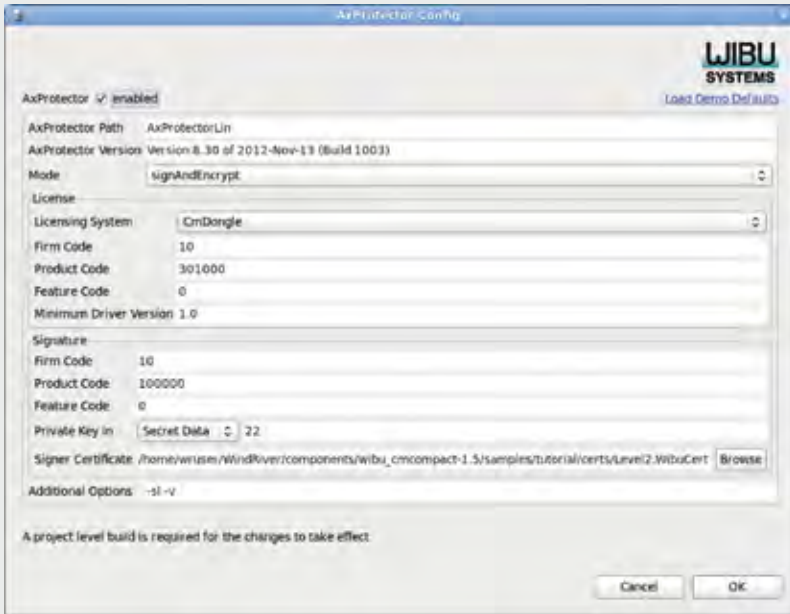 AxProtector Config
WIBU
SYSTEMS
AxProtector enabled
Load Demo Defaults
AxProtector Path AxProtectorLin
AxProtector Version Version 8.30 of 2012-Nov-13 (Build 1003)
Mode signAndEncrypt
License
Licensing System CmDongle
Firm Code 10
Product Code 301000
Feature Code 0
Minimum Driver Version 1.0
Signature
Firm Code 10
Product Code 100000
Feature Code 0
Private Key in Secret Data 22
Signer Certificate /home/wruser/WindRiver/components/wibu_cmcompact-1.5/samples/tutorial/certs/Level2.WibuCert Browse
Additional Options -sl -v
A project level build is required for the changes to take effect
Cancel OK